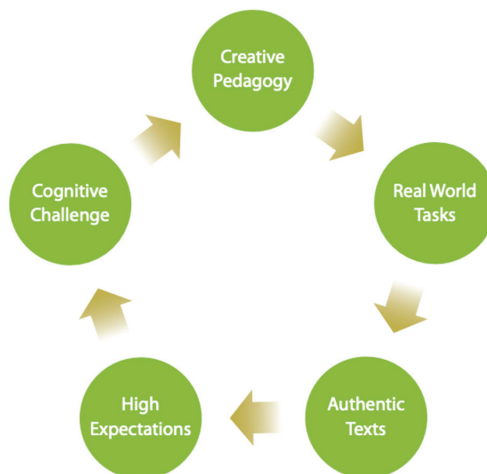 Creative
Pedagogy
Real World
Tasks
Authentic
Texts
High
Expectations
Cognitive
Challenge